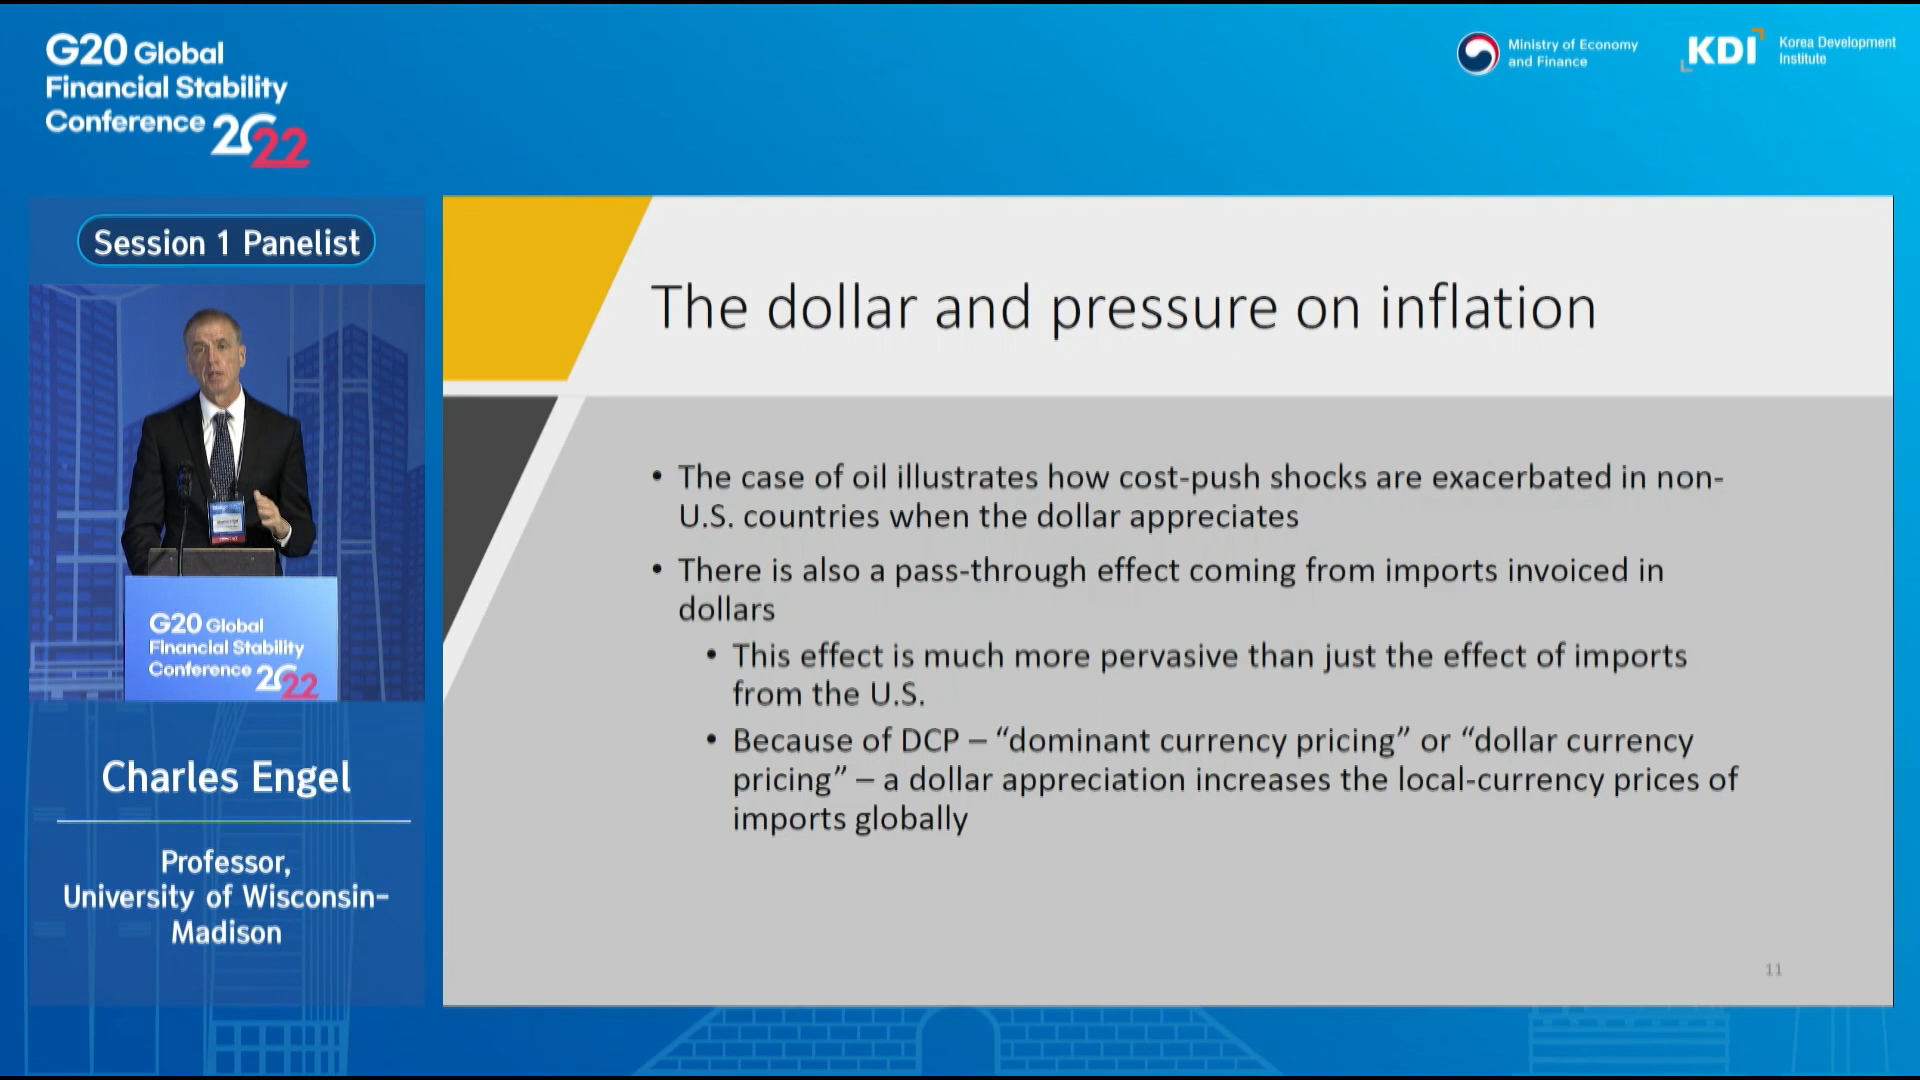 G20 Global
Financial Stability
Conference 2022
Ministry of Economy
and Finance
KDI
Korea Development
Institute
Session 1 Panelist
G20 Global
Financial Stability
Conference 2022
Charles Engel
Professor,
University of Wisconsin-
Madison
The dollar and pressure on inflation
• The case of oil illustrates how cost-push shocks are exacerbated in non-
U.S. countries when the dollar appreciates
• There is also a pass-through effect coming from imports invoiced in
dollars
• This effect is much more pervasive than just the effect of imports
from the U.S.
• Because of DCP – “dominant currency pricing” or “dollar currency
pricing” – a dollar appreciation increases the local-currency prices of
imports globally
11